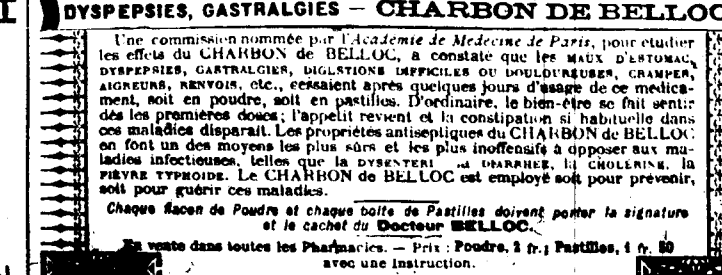 DYSPEPSIES, GASTRALGIES — CHARBON DE BELLOC
Une commission nommée par l'Académie de Médecine de Paris, pour étudier
les effets du CHARBON de BELLOC, a constaté que les MAUX D'ESTOMAC,
DYSPEPSIES, GASTRALGIES, DIGESTIONS DIFFICILES OU DOULOUREUSES, CRAMPES,
AIGREURS, RENVOIS, etc., cessaient après quelques jours d'usage de ce médica-
ment, soit en poudre, soit en pastilles. D'ordinaire, le bien-être se fait sentir
dès les premières doses; l'appétit revient et la constipation si habituelle dans
ces maladies disparaît. Les propriétés antiseptiques du CHARBON de BELLOC
en font un des moyens les plus sûrs et les plus inoffensifs à opposer aux ma-
ladies infectieuses, telles que la DYSENTERI la DIARRHEE, la CHOLÉRINE, la
FIÈVRE TYPHOIDE. Le CHARBON de BELLOC est employé soit pour prévenir,
soit pour guérir ces maladies.
Chaque flacon de Poudre et chaque boîte de Pastilles doivent porter la signature
et le cachet du Docteur BELLOC.
En vente dans toutes les Pharmacies. — Prix : Poudre, 2 fr.; Pastilles, 1 fr. 50
avec une Instruction.